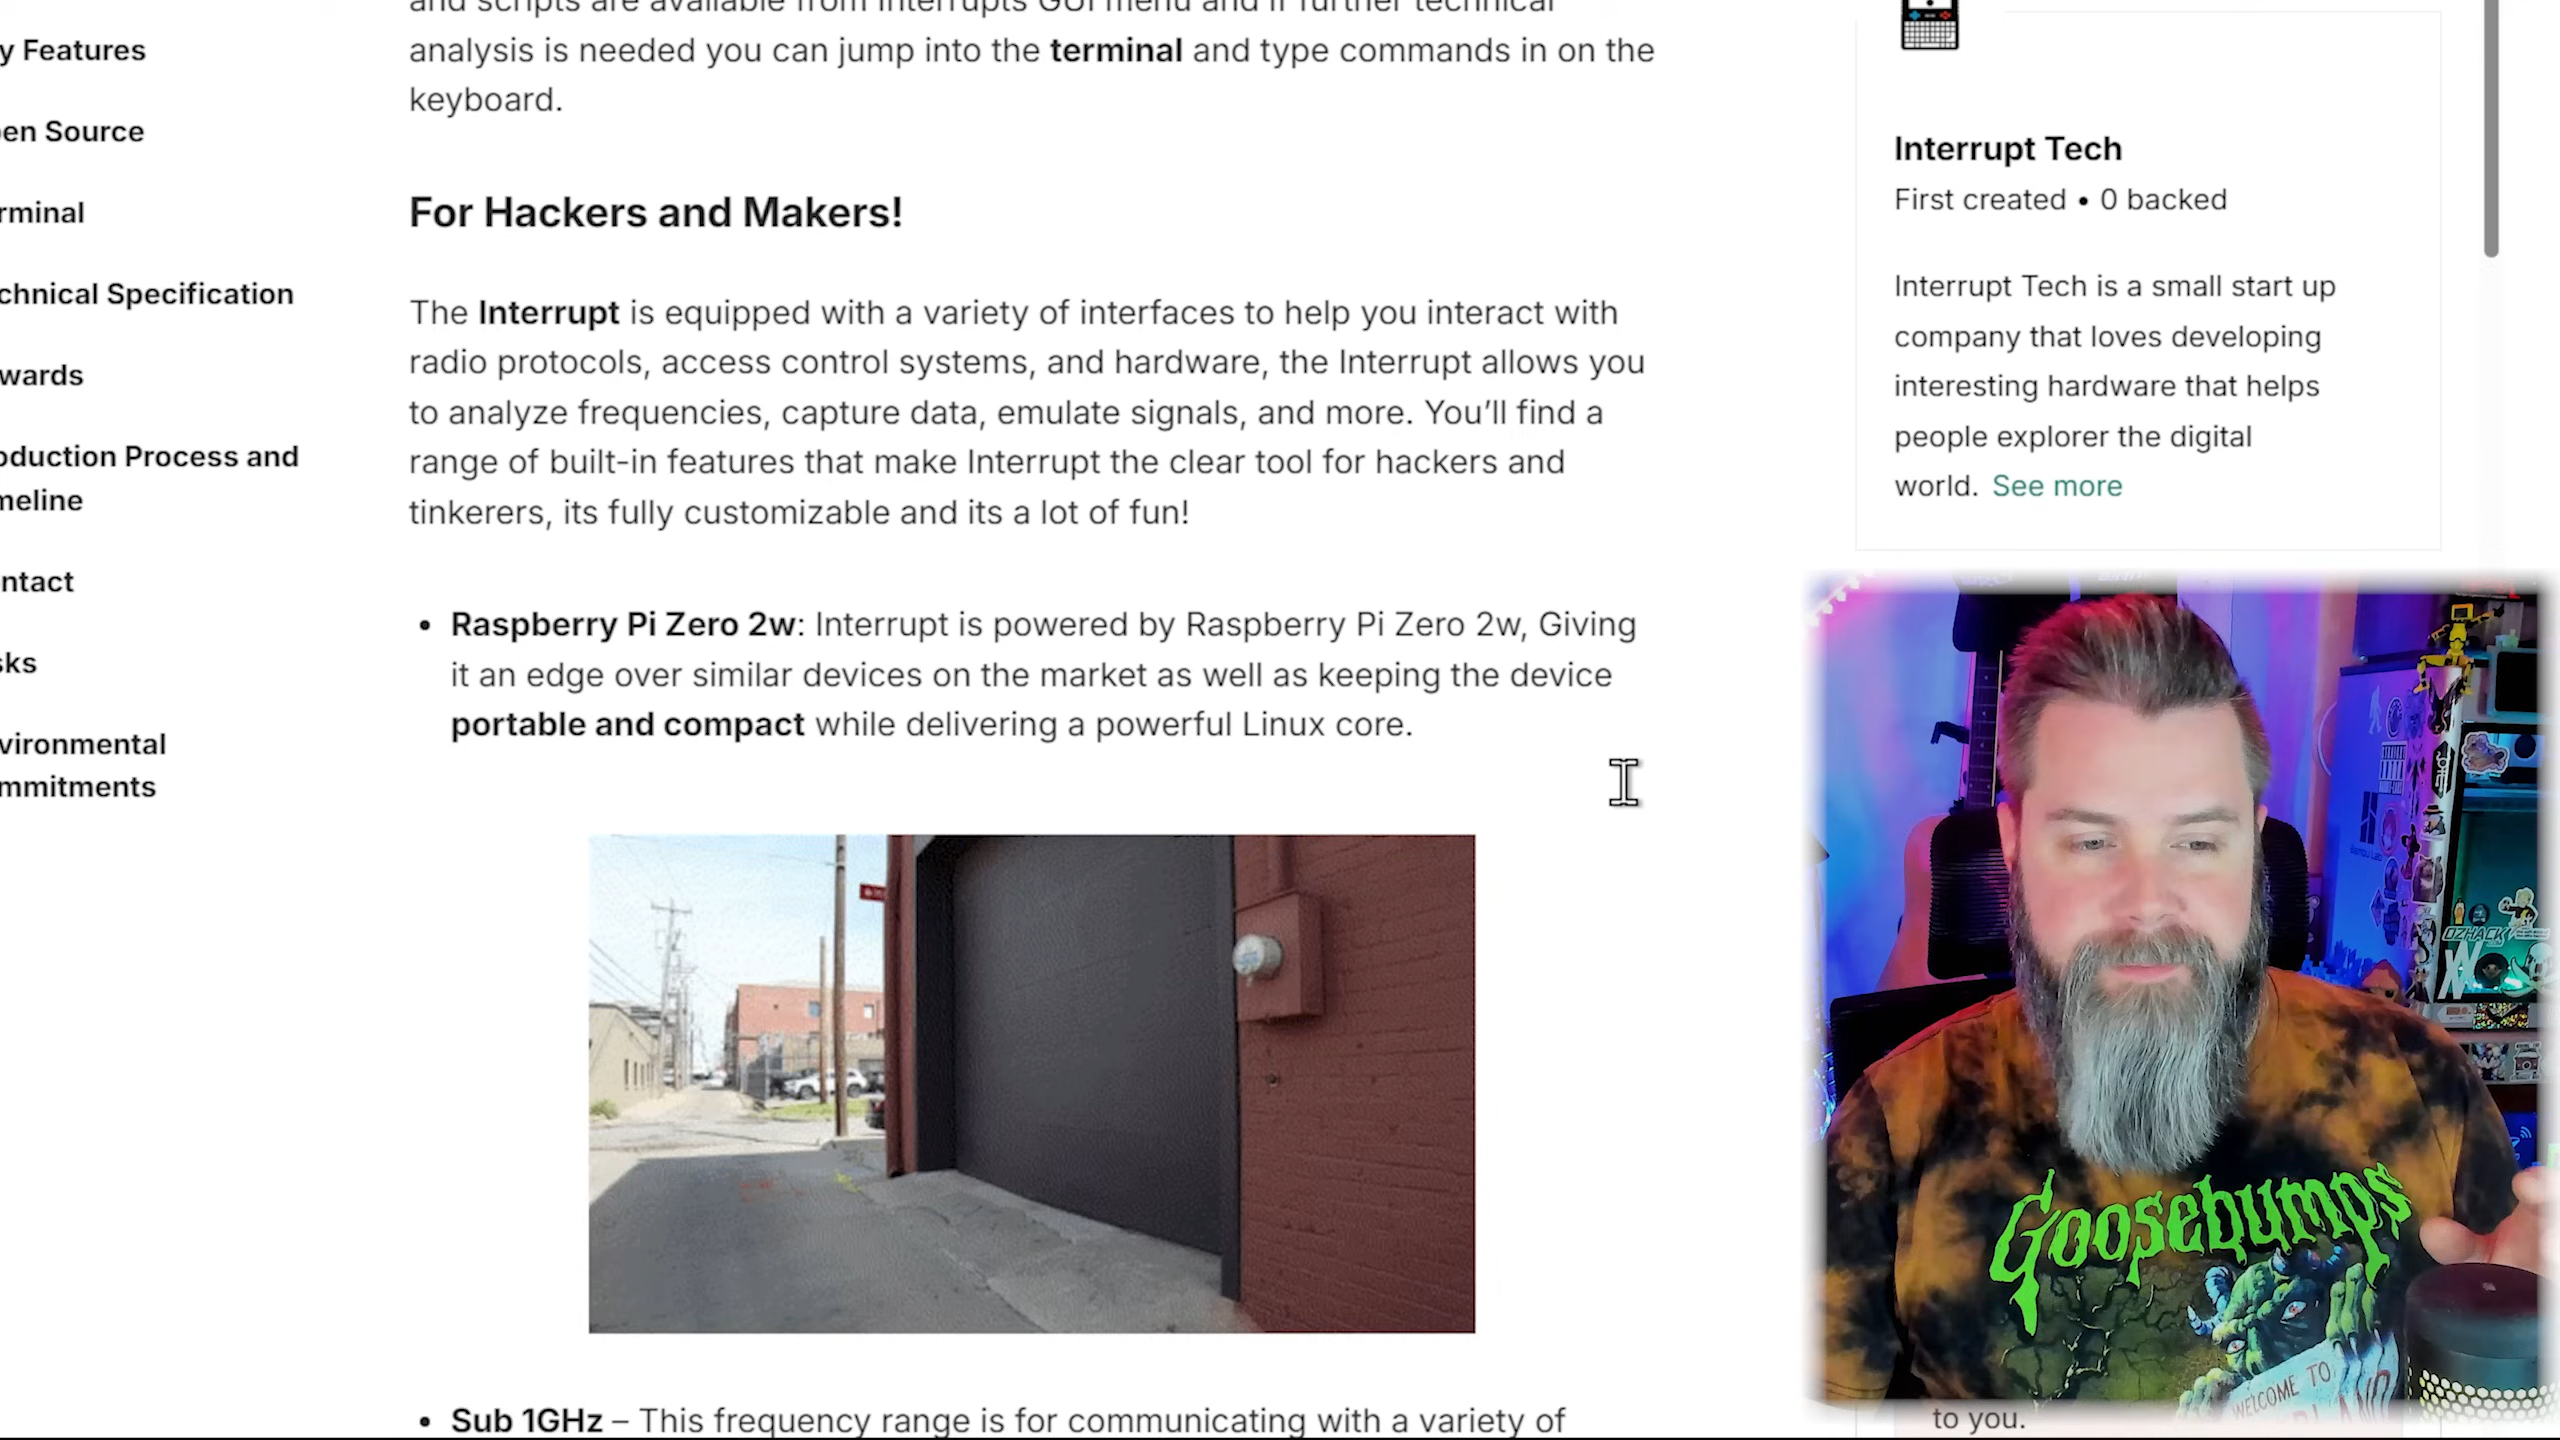 y Features
en Source
rminal
chnical Specification
wards
oduction Process and
meline
ntact
sks
vironmental
mmitments
analysis is needed you can jump into the terminal and type commands in on the
keyboard.
For Hackers and Makers!
The Interrupt is equipped with a variety of interfaces to help you interact with
radio protocols, access control systems, and hardware, the Interrupt allows you
to analyze frequencies, capture data, emulate signals, and more. You’ll find a
range of built-in features that make Interrupt the clear tool for hackers and
tinkerers, its fully customizable and its a lot of fun!
• Raspberry Pi Zero 2w: Interrupt is powered by Raspberry Pi Zero 2w, Giving
it an edge over similar devices on the market as well as keeping the device
portable and compact while delivering a powerful Linux core.
• Sub 1GHz – This frequency range is for communicating with a variety of
Interrupt Tech
First created • 0 backed
Interrupt Tech is a small start up
company that loves developing
interesting hardware that helps
people explorer the digital
world. See more
OZHACK
Goosebumps
WELCOME TO
to you.